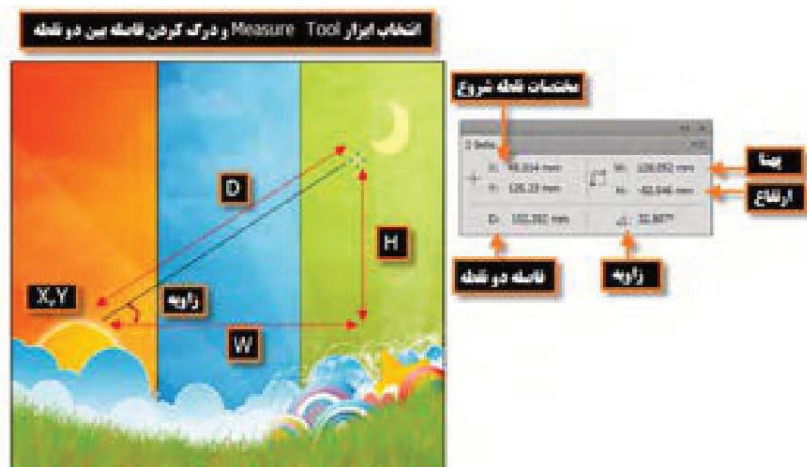 انتخاب ابزار Measure Tool و درک کردن فاصله بین دو نقطه
مختصات نقطه شروع
پهنا
ارتفاع
D
H
X,Y
زاویه
W
فاصله دو نقطه
زاویه